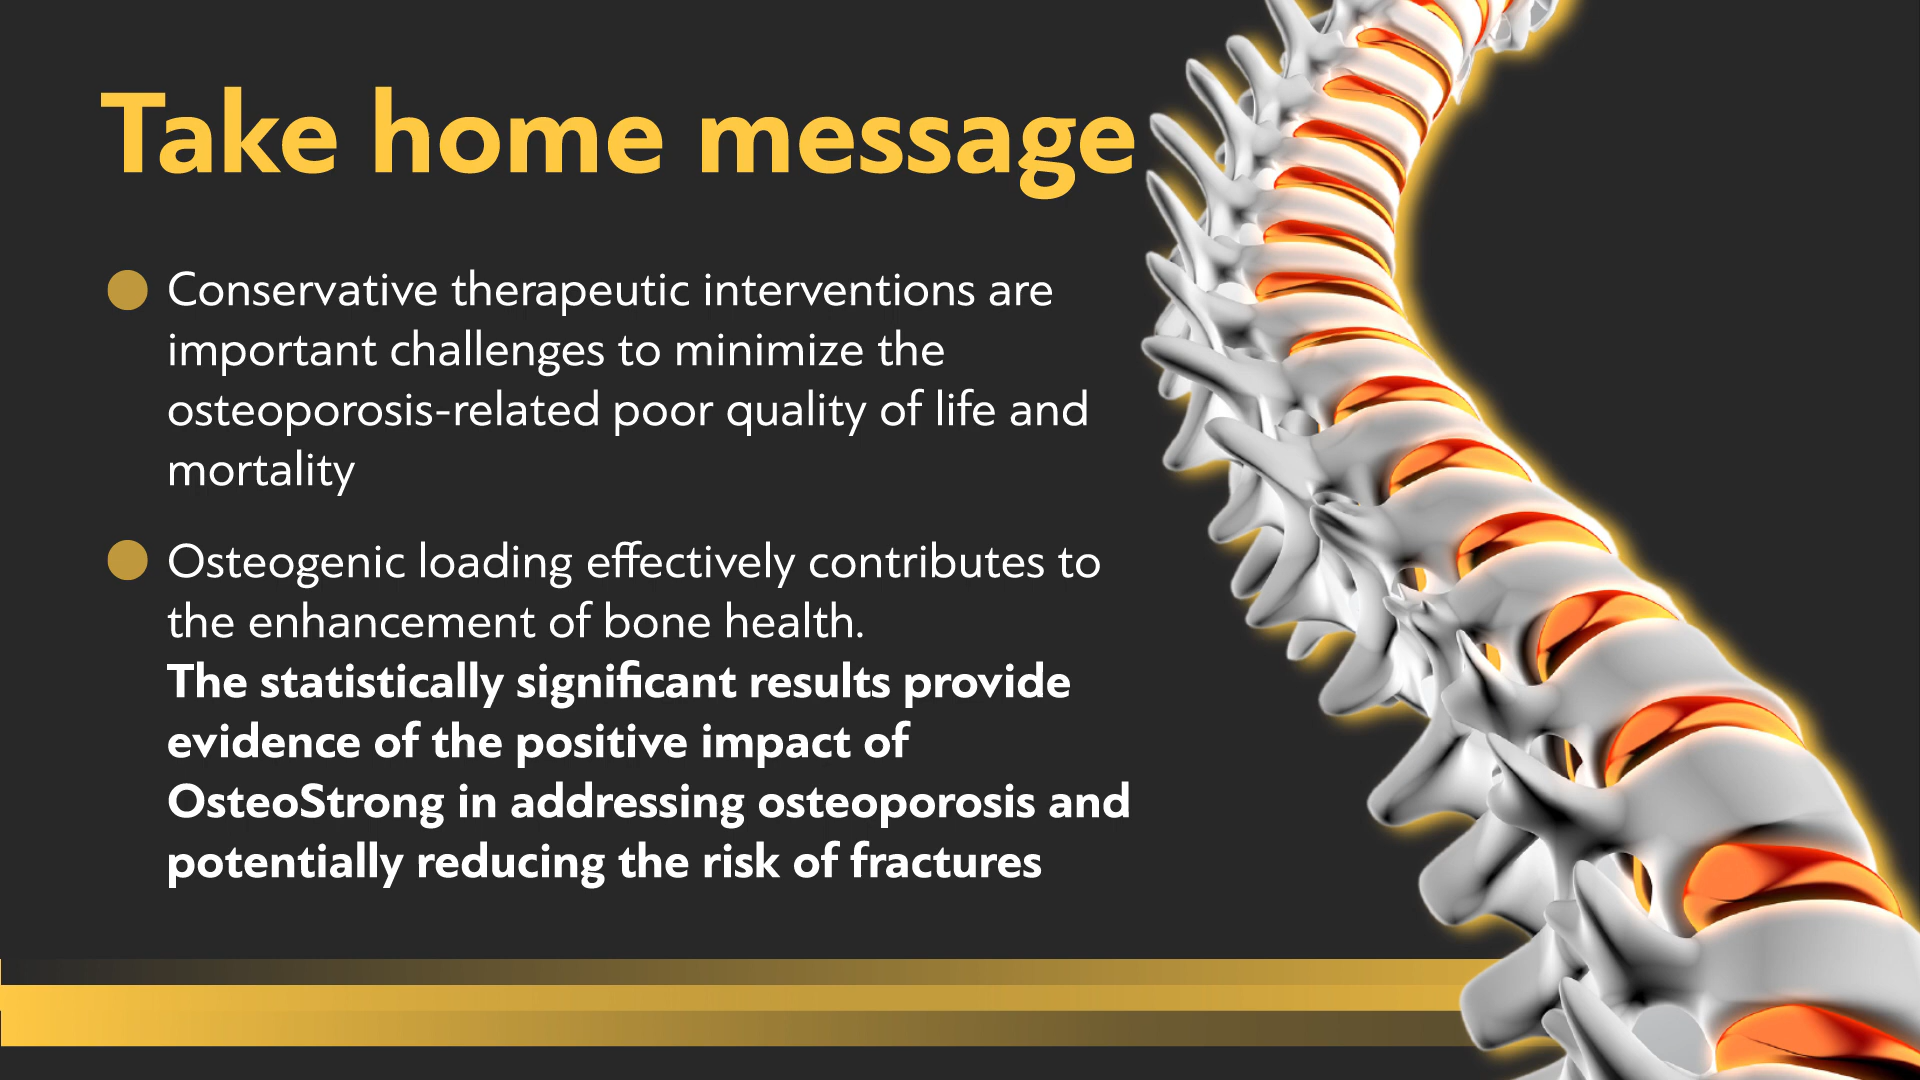 Take home message
Conservative therapeutic interventions are
important challenges to minimize the
osteoporosis-related poor quality of life and
mortality
Osteogenic loading effectively contributes to
the enhancement of bone health.
The statistically significant results provide
evidence of the positive impact of
OsteoStrong in addressing osteoporosis and
potentially reducing the risk of fractures